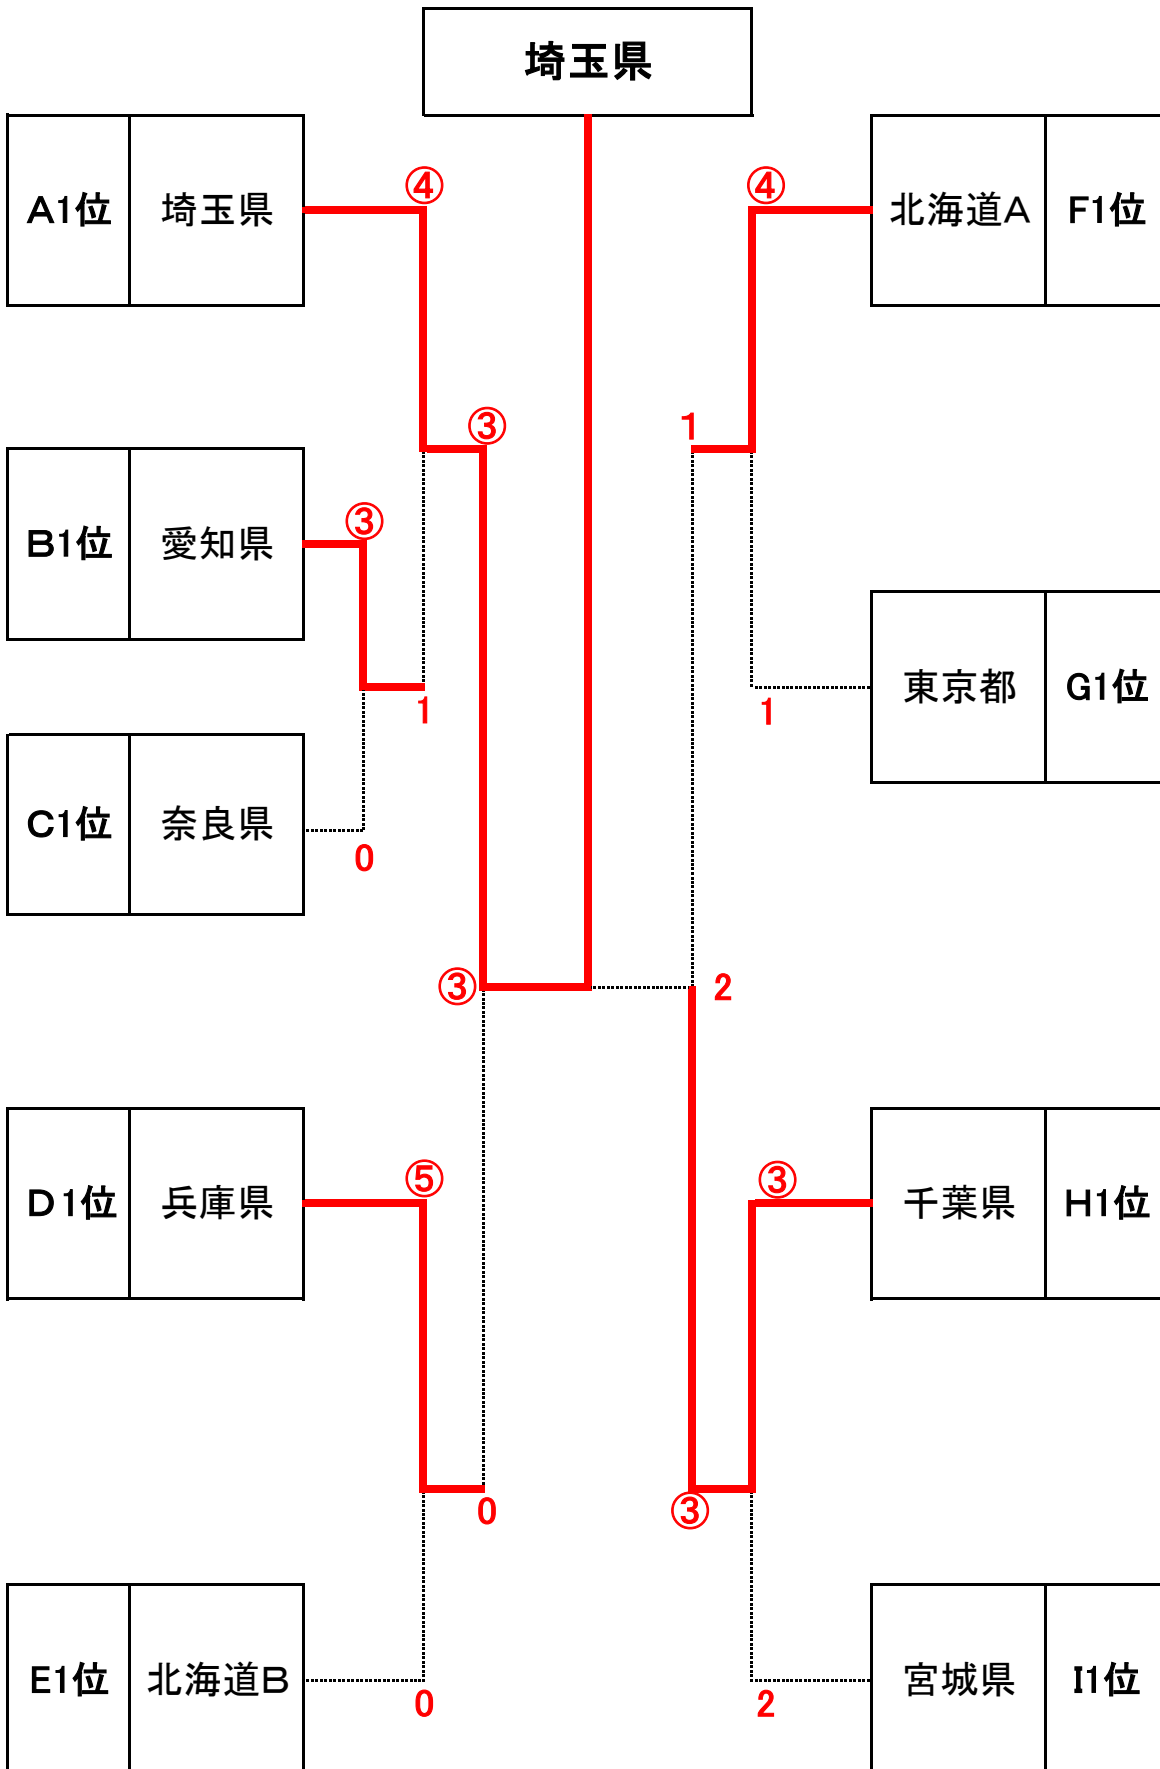 埼玉県
A1位 埼玉県 ④ ④ 北海道A F1位
③ 1
B1位 愛知県 ③
1 東京都 G1位
1
C1位 奈良県
0
③ 2
D1位 兵庫県 ⑤ ③ 千葉県 H1位
0 ③
E1位 北海道B 宮城県 I1位
0 2